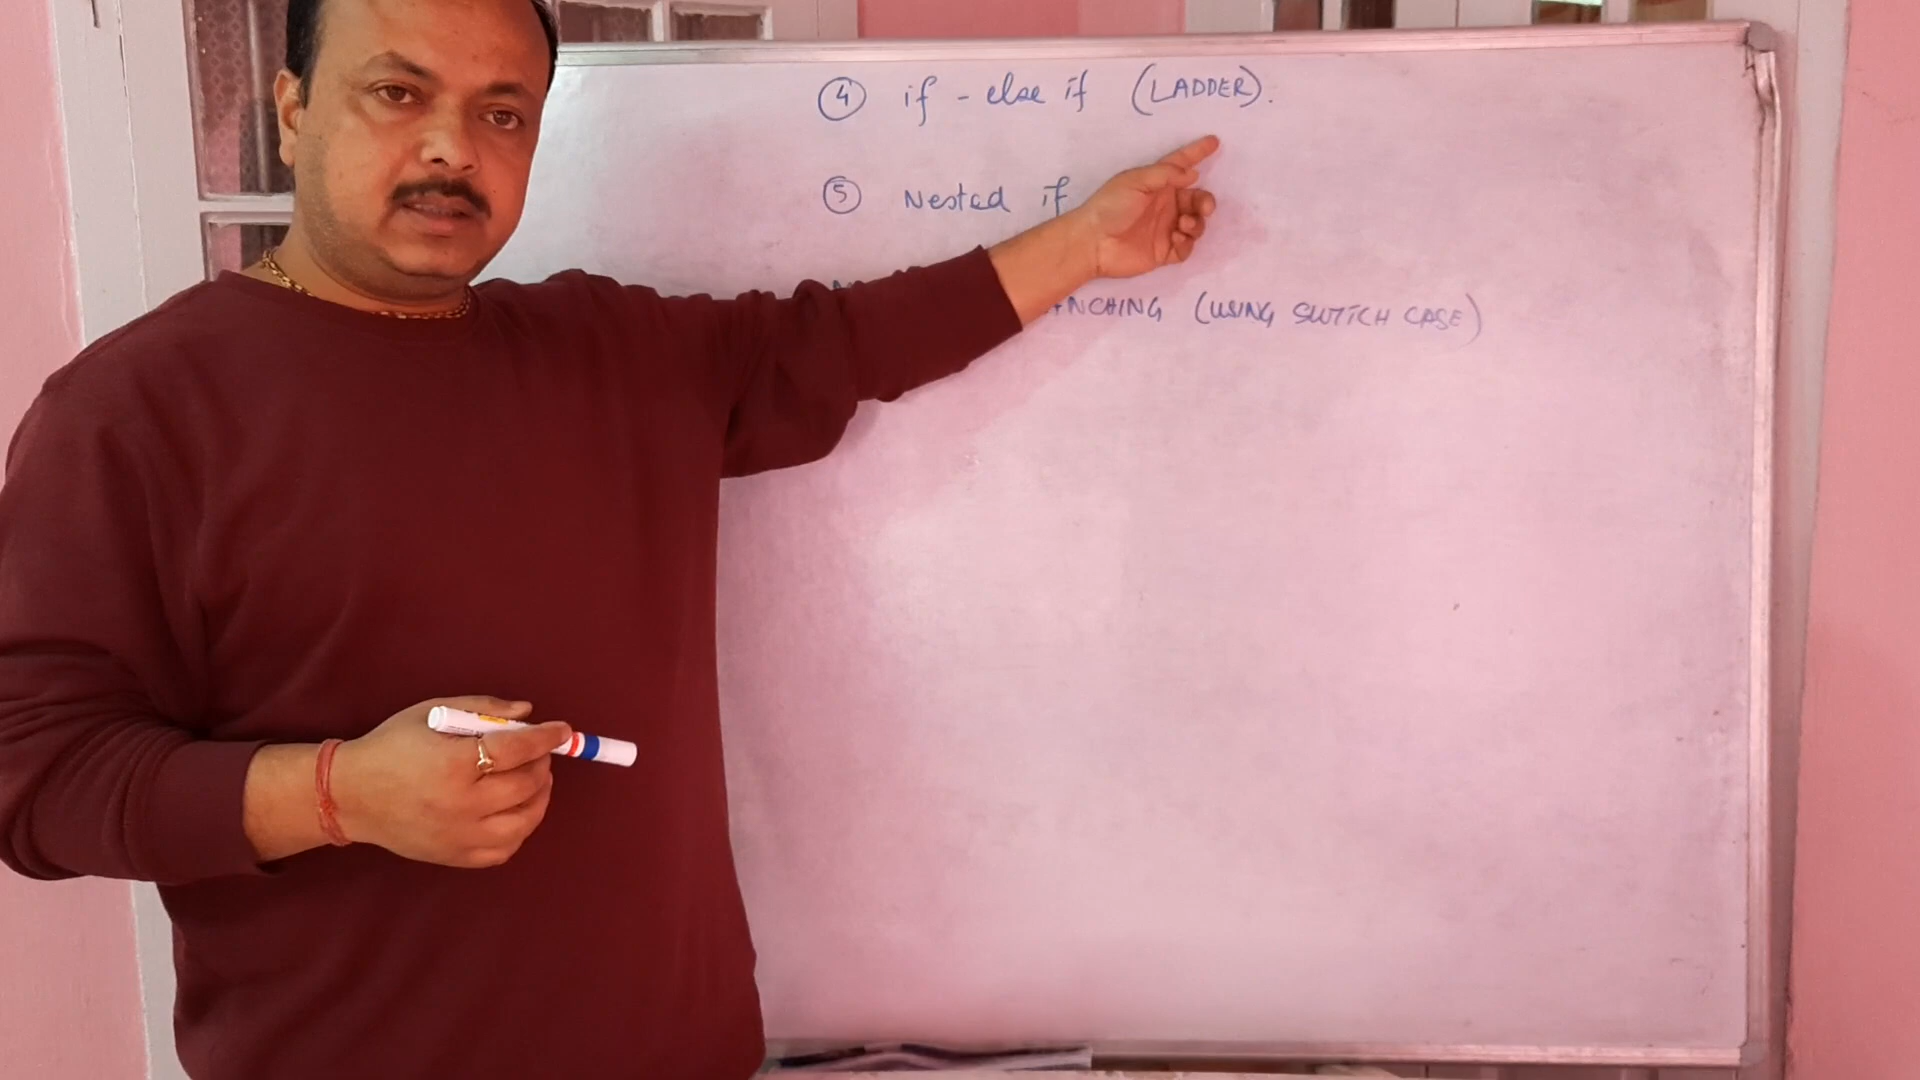 ④ if - else if (LADDER).
⑤ Nested if
(USING SWITCH CASE)